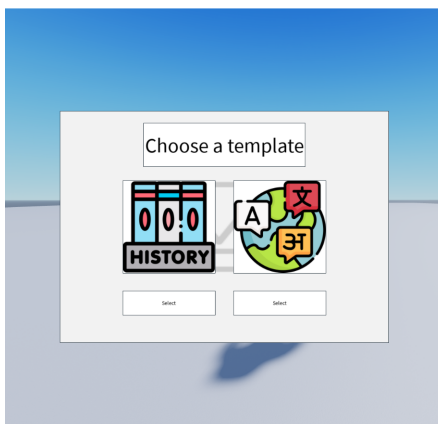 Choose a template
HISTORY
A
文
अ
Select
Select